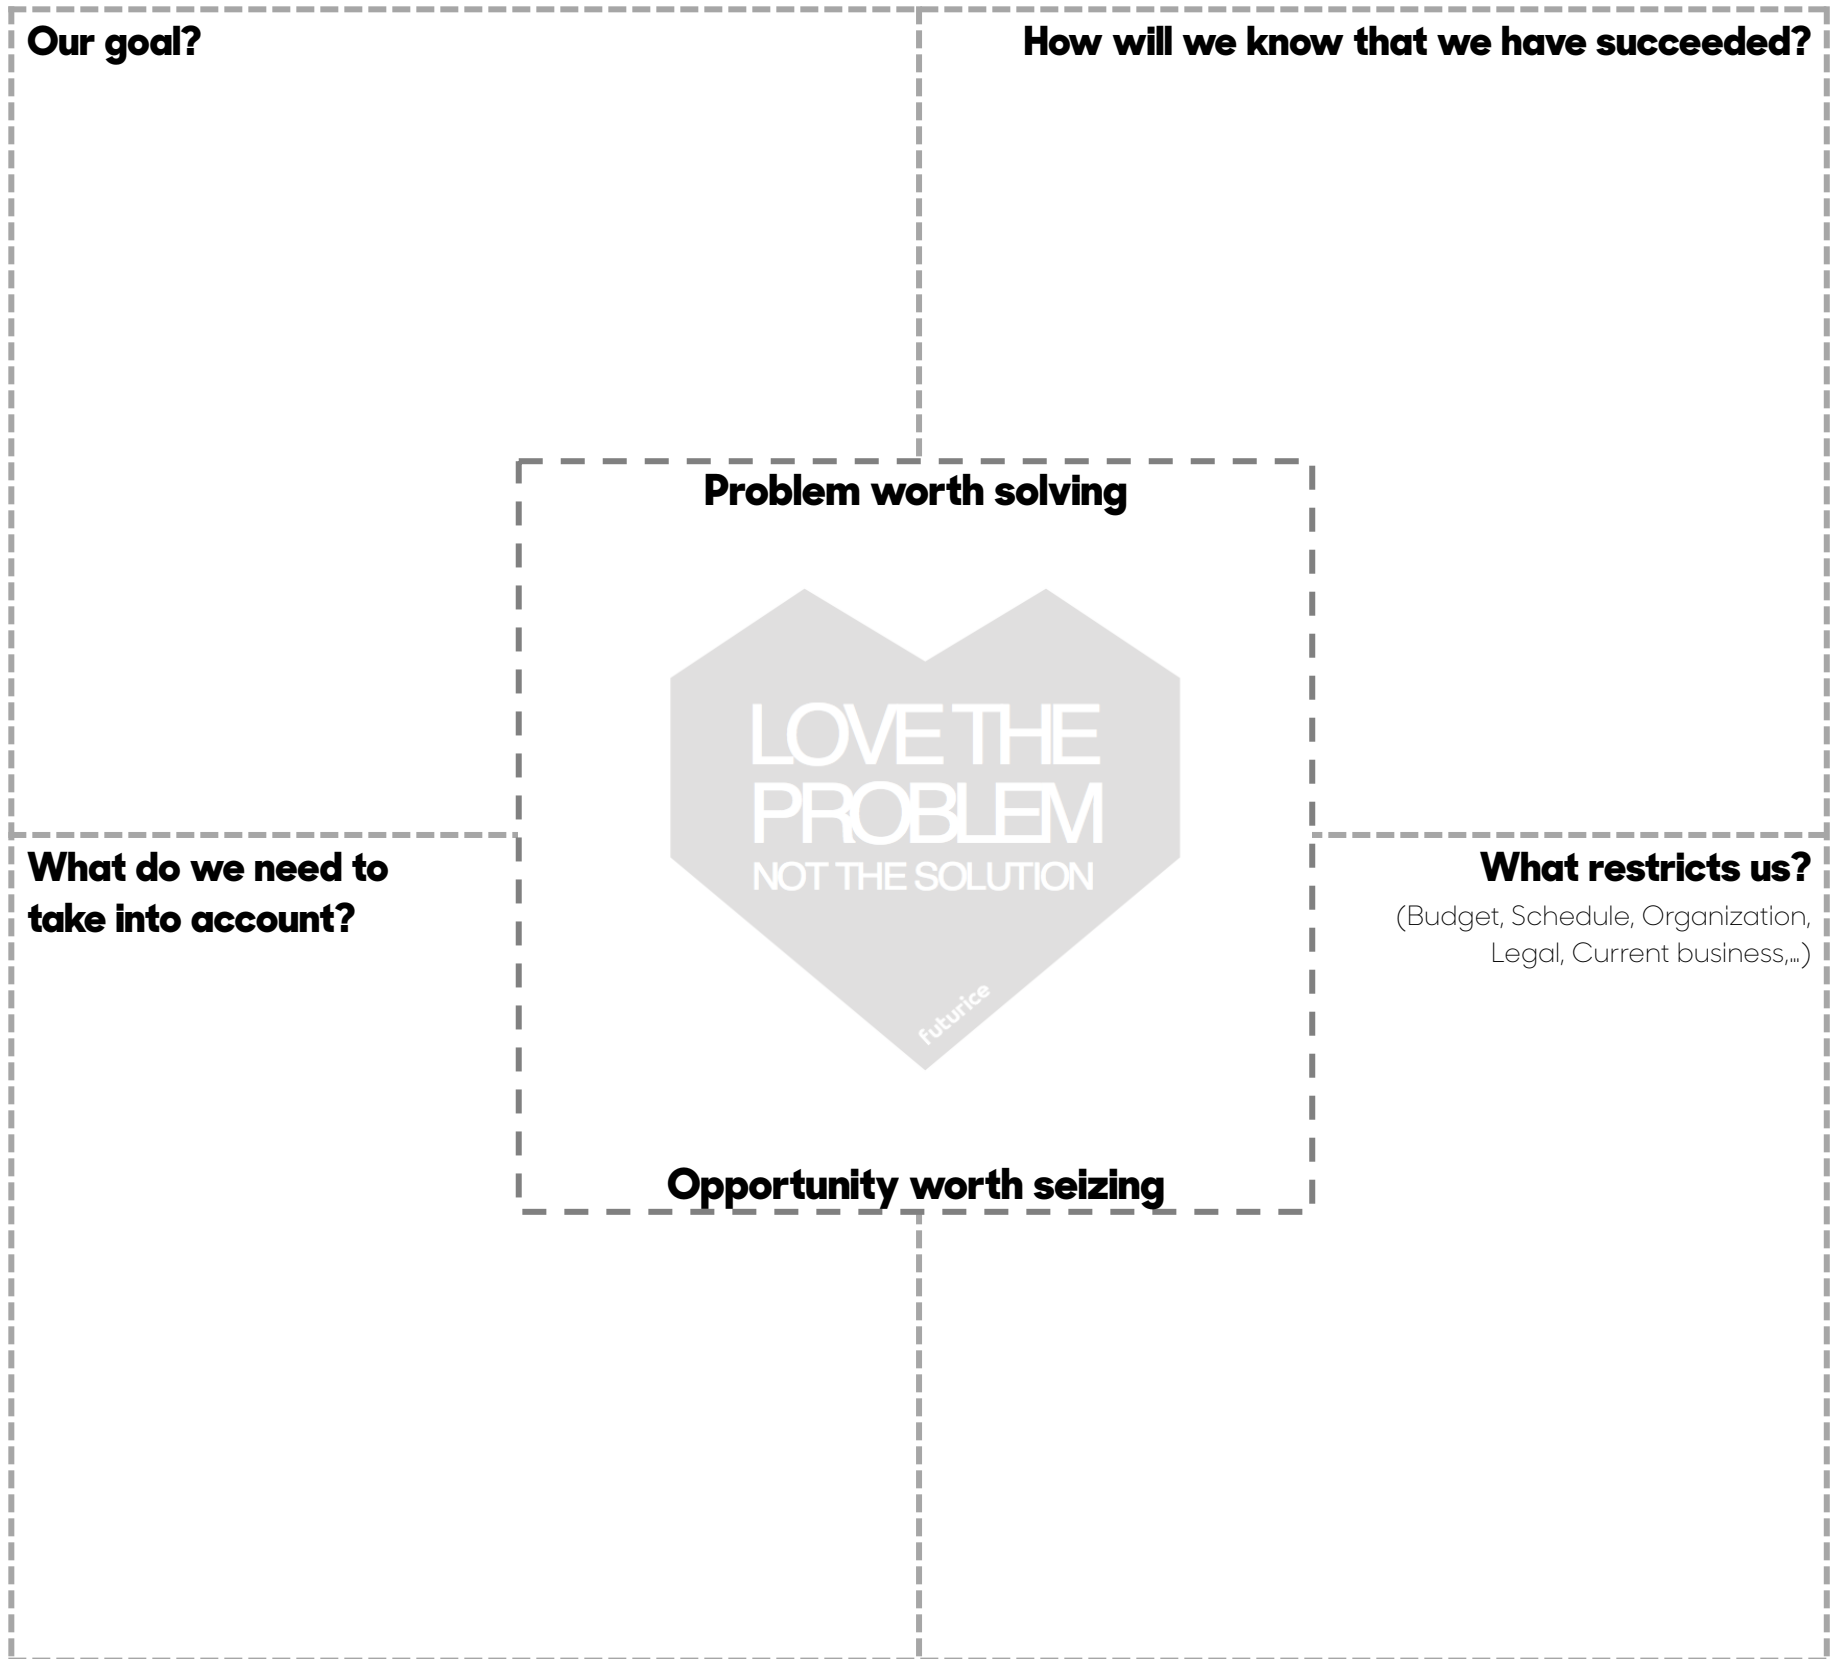 Our goal?
How will we know that we have succeeded?
Problem worth solving
LOVE THE
PROBLEM
NOT THE SOLUTION
futurice
Opportunity worth seizing
What do we need to
take into account?
What restricts us?
(Budget, Schedule, Organization,
Legal, Current business,...)